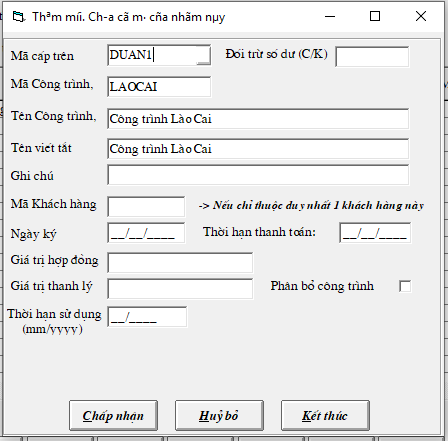 Thªm míi. Ch-a cã m· cña nhãm nµy
Mã cấp trên DUAN1 Đối trừ số dư (C/K)
Mã Công trình, LAOCAI
Tên Công trình, Công trình Lào Cai
Tên viết tắt Công trình Lào Cai
Ghi chú
Mã Khách hàng -> Nếu chỉ thuộc duy nhất 1 khách hàng này
Ngày ký __/__/____ Thời hạn thanh toán: __/__/____
Giá trị hợp đồng
Giá trị thanh lý Phân bổ công trình
Thời hạn sử dụng __/____
(mm/yyyy)
Chấp nhận Huỷ bỏ Kết thúc